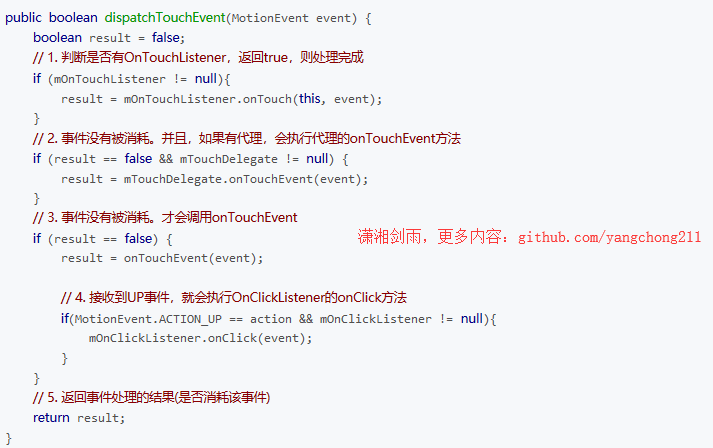 public boolean dispatchTouchEvent(MotionEvent event) {
boolean result = false;
// 1. 判断是否有OnTouchListener，返回true，则处理完成
if (mOnTouchListener != null){
result = mOnTouchListener.onTouch(this, event);
}
// 2. 事件没有被消耗。并且，如果有代理，会执行代理的onTouchEvent方法
if (result == false && mTouchDelegate != null) {
result = mTouchDelegate.onTouchEvent(event);
}
// 3. 事件没有被消耗。才会调用onTouchEvent
if (result == false) {
潇湘剑雨，更多内容：github.com/yangchong211
result = onTouchEvent(event);
// 4. 接收到UP事件，就会执行OnClickListener的onClick方法
if(MotionEvent.ACTION_UP == action && mOnClickListener != null){
mOnClickListener.onClick(event);
}
}
// 5. 返回事件处理的结果(是否消耗该事件)
return result;
}